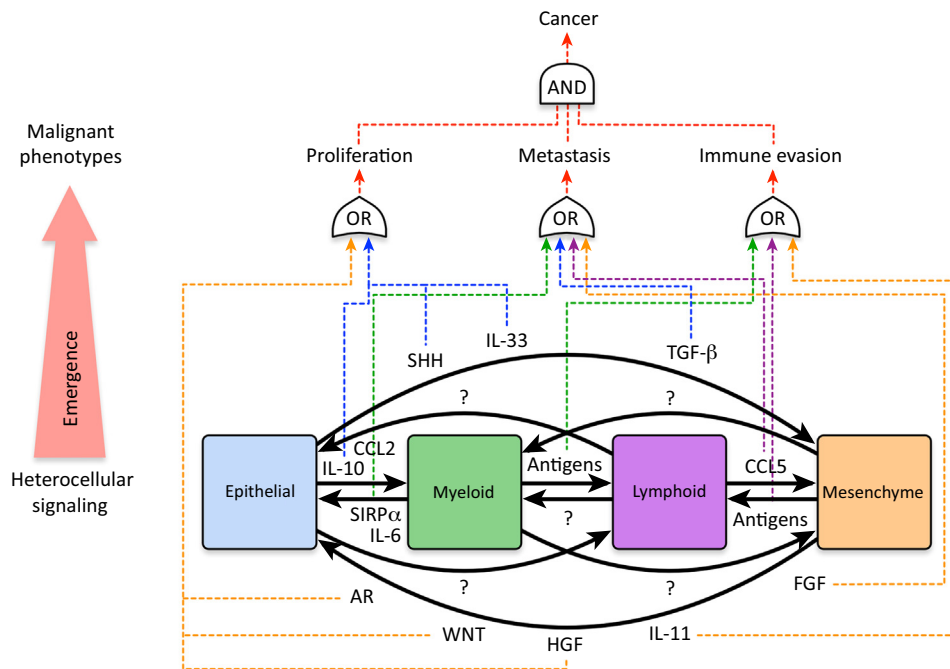 Cancer
AND
Malignant
phenotypes
Proliferation
Metastasis
Immune evasion
OR
OR
OR
Emergence
IL-33
SHH
TGF-β
?
?
CCL2
IL-10
Antigens
CCL5
Heterocellular
signaling
Epithelial
Myeloid
Lymphoid
Mesenchyme
SIRPα
IL-6
?
Antigens
?
?
AR
FGF
WNT
HGF
IL-11